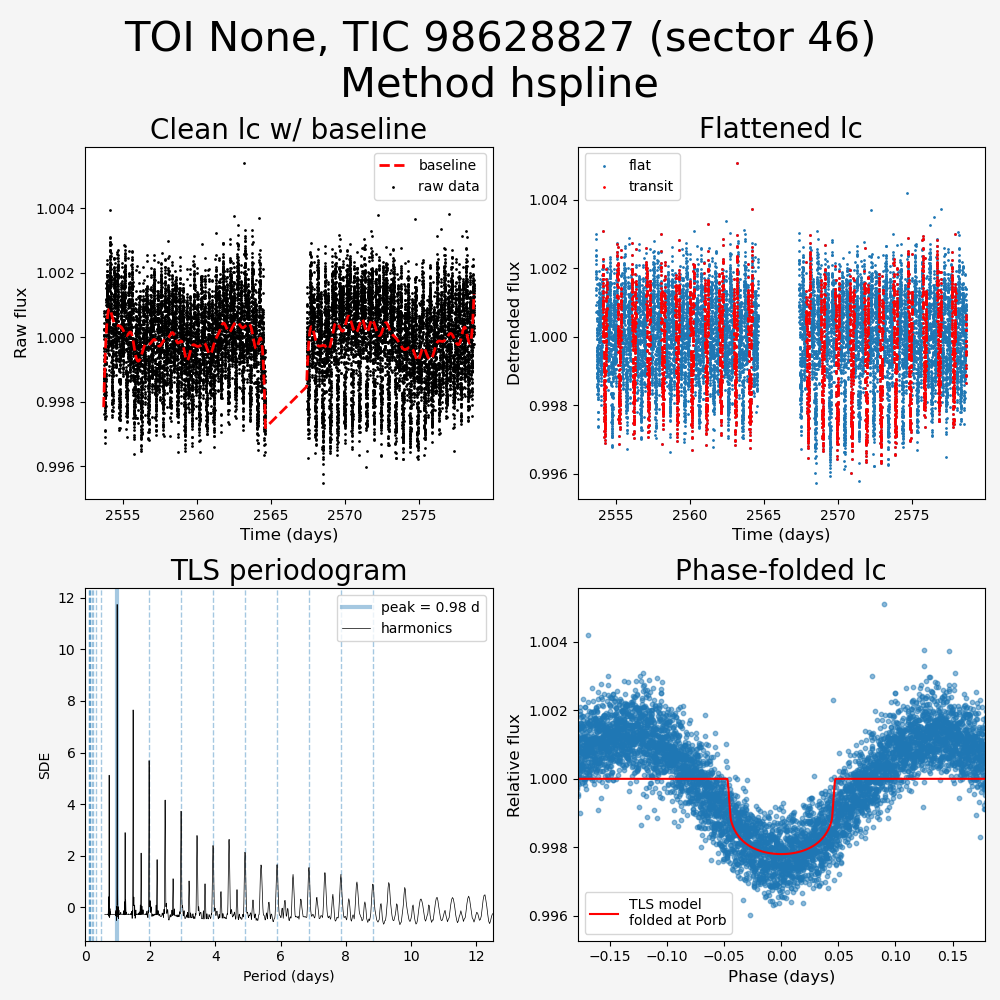 TOI None, TIC 98628827 (sector 46)
Method hspline
Clean lc w/ baseline
Flattened lc
baseline
raw data
flat
transit
1.004
1.002
1.000
0.998
0.996
Raw flux
2555
2560
2565
2570
2575
Time (days)
1.004
1.002
1.000
0.998
0.996
Detrended flux
2555
2560
2565
2570
2575
Time (days)
TLS periodogram
Phase-folded lc
peak = 0.98 d
harmonics
12
10
8
6
4
2
0
SDE
0
2
4
6
8
10
12
Period (days)
1.004
1.002
1.000
0.998
0.996
Relative flux
TLS model
folded at Porb
−0.15
−0.10
−0.05
0.00
0.05
0.10
0.15
Phase (days)